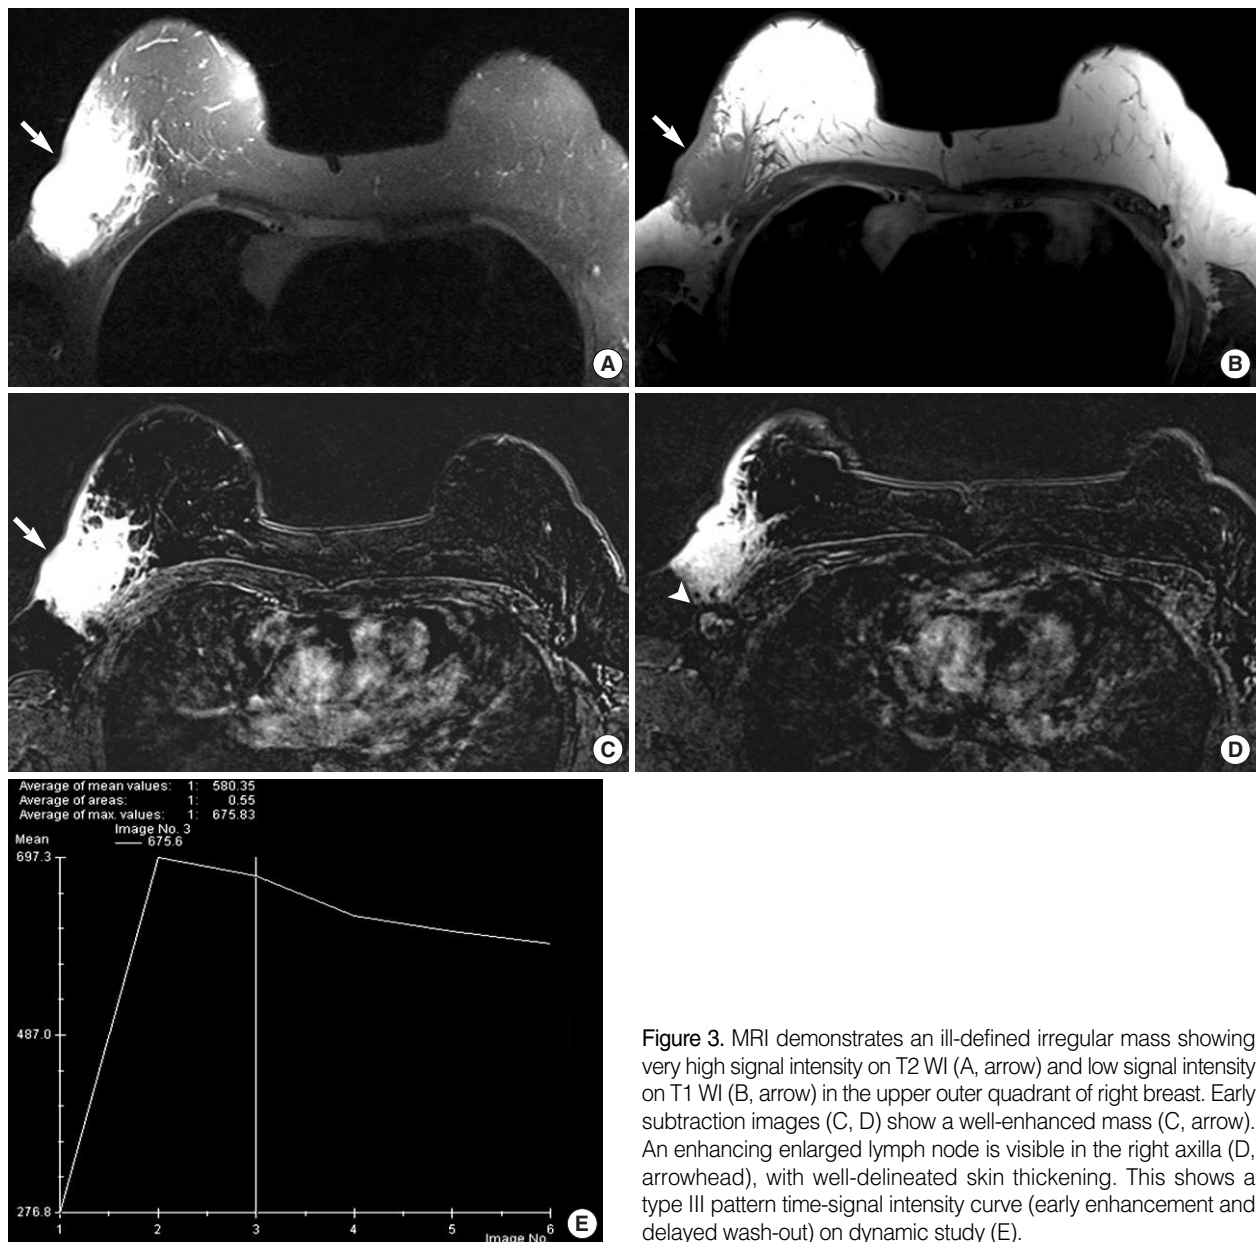 A
B
C
D
Average of mean values: 1: 580.35
Average of areas: 1: 0.55
Average of max. values: 1: 675.83
Image No. 3
Mean
675.6
697.3
487.0
276.8
1 2 3 4 5 6
Image No.
E
Figure 3. MRI demonstrates an ill-defined irregular mass showing
very high signal intensity on T2 WI (A, arrow) and low signal intensity
on T1 WI (B, arrow) in the upper outer quadrant of right breast. Early
subtraction images (C, D) show a well-enhanced mass (C, arrow).
An enhancing enlarged lymph node is visible in the right axilla (D,
arrowhead), with well-delineated skin thickening. This shows a
type III pattern time-signal intensity curve (early enhancement and
delayed wash-out) on dynamic study (E).